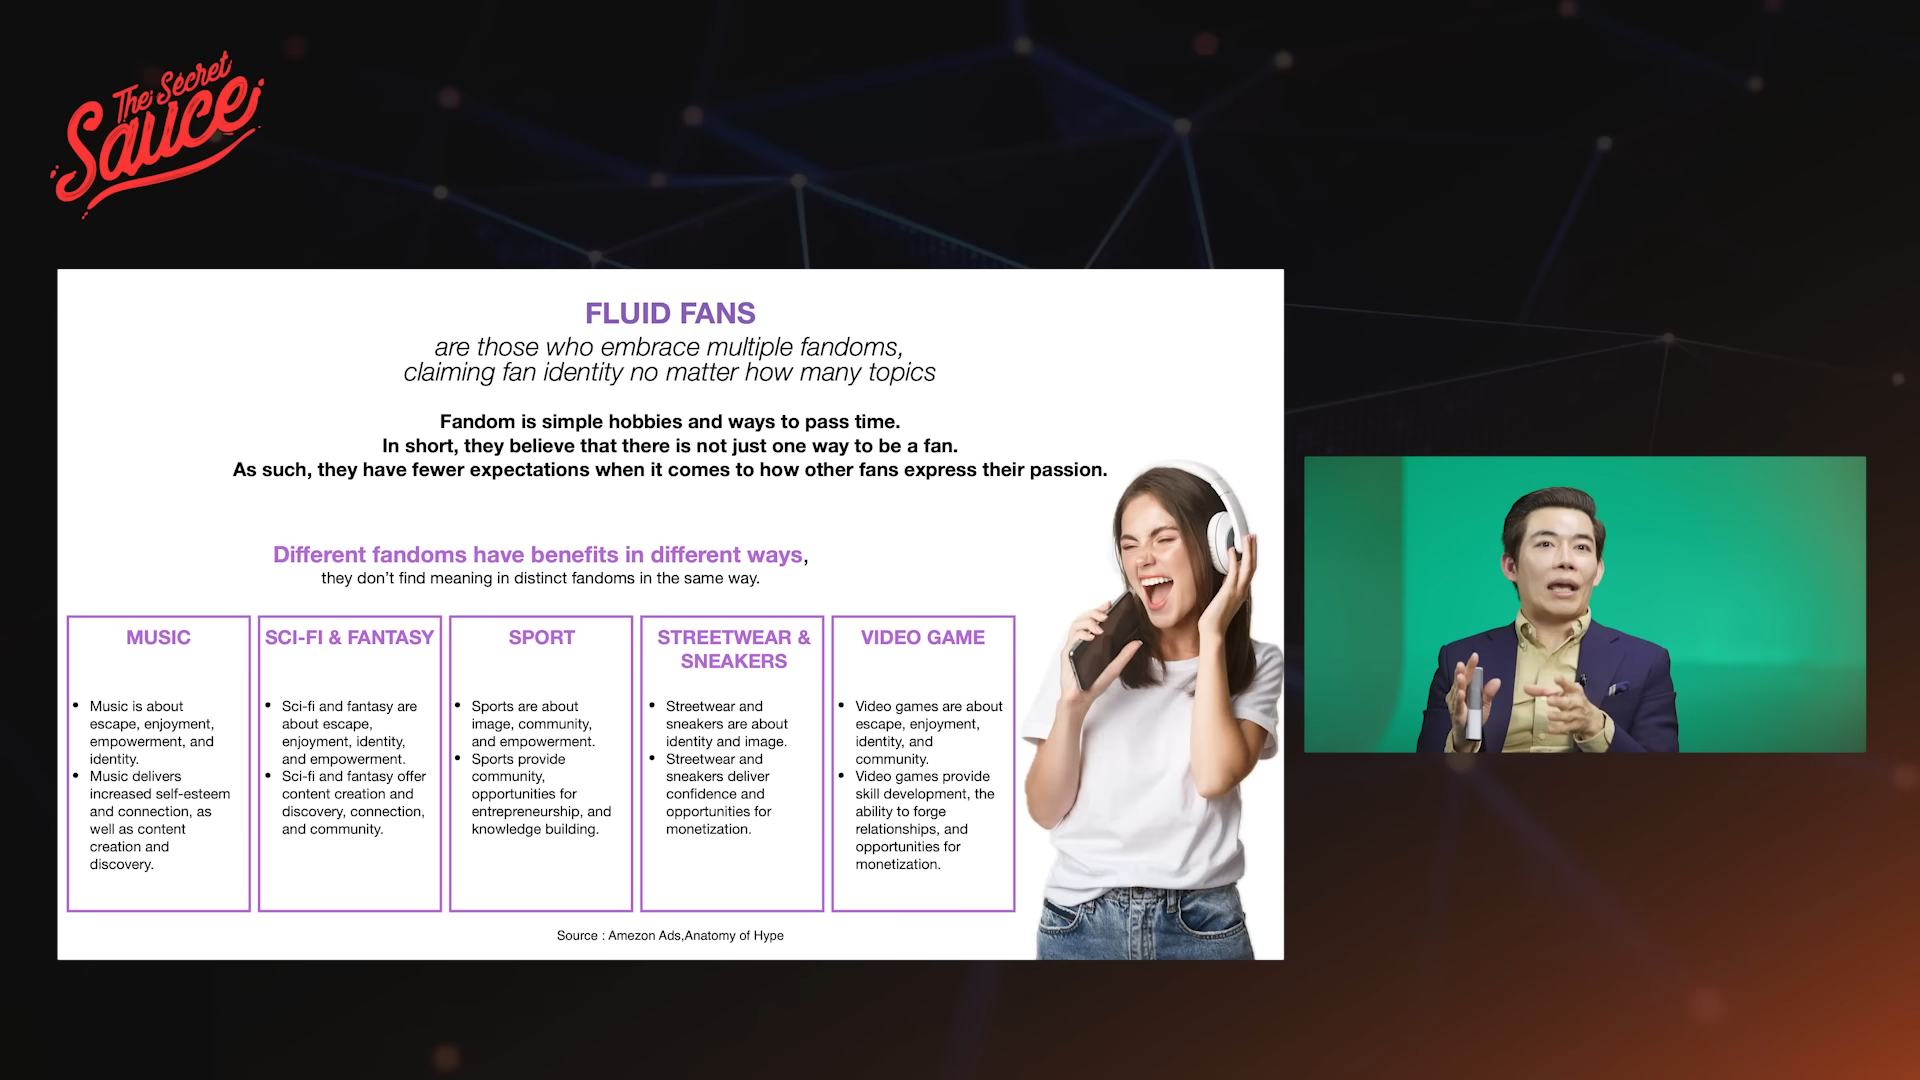 The Secret
Sauce
FLUID FANS
are those who embrace multiple fandoms,
claiming fan identity no matter how many topics
Fandom is simple hobbies and ways to pass time.
In short, they believe that there is not just one way to be a fan.
As such, they have fewer expectations when it comes to how other fans express their passion.
Different fandoms have benefits in different ways,
they don't find meaning in distinct fandoms in the same way.
MUSIC
• Music is about
escape, enjoyment,
empowerment, and
identity.
• Music delivers
increased self-esteem
and connection, as
well as content
creation and
discovery.
SCI-FI & FANTASY
• Sci-fi and fantasy are
about escape,
enjoyment, identity,
and empowerment.
• Sci-fi and fantasy offer
content creation and
discovery, connection,
and community.
SPORT
• Sports are about
image, community,
and empowerment.
• Sports provide
community,
opportunities for
entrepreneurship, and
knowledge building.
STREETWEAR &
SNEAKERS
• Streetwear and
sneakers are about
identity and image.
• Streetwear and
sneakers deliver
confidence and
opportunities for
monetization.
VIDEO GAME
• Video games are about
escape, enjoyment,
identity, and
community.
• Video games provide
skill development, the
ability to forge
relationships, and
opportunities for
monetization.
Source : Amezon Ads,Anatomy of Hype